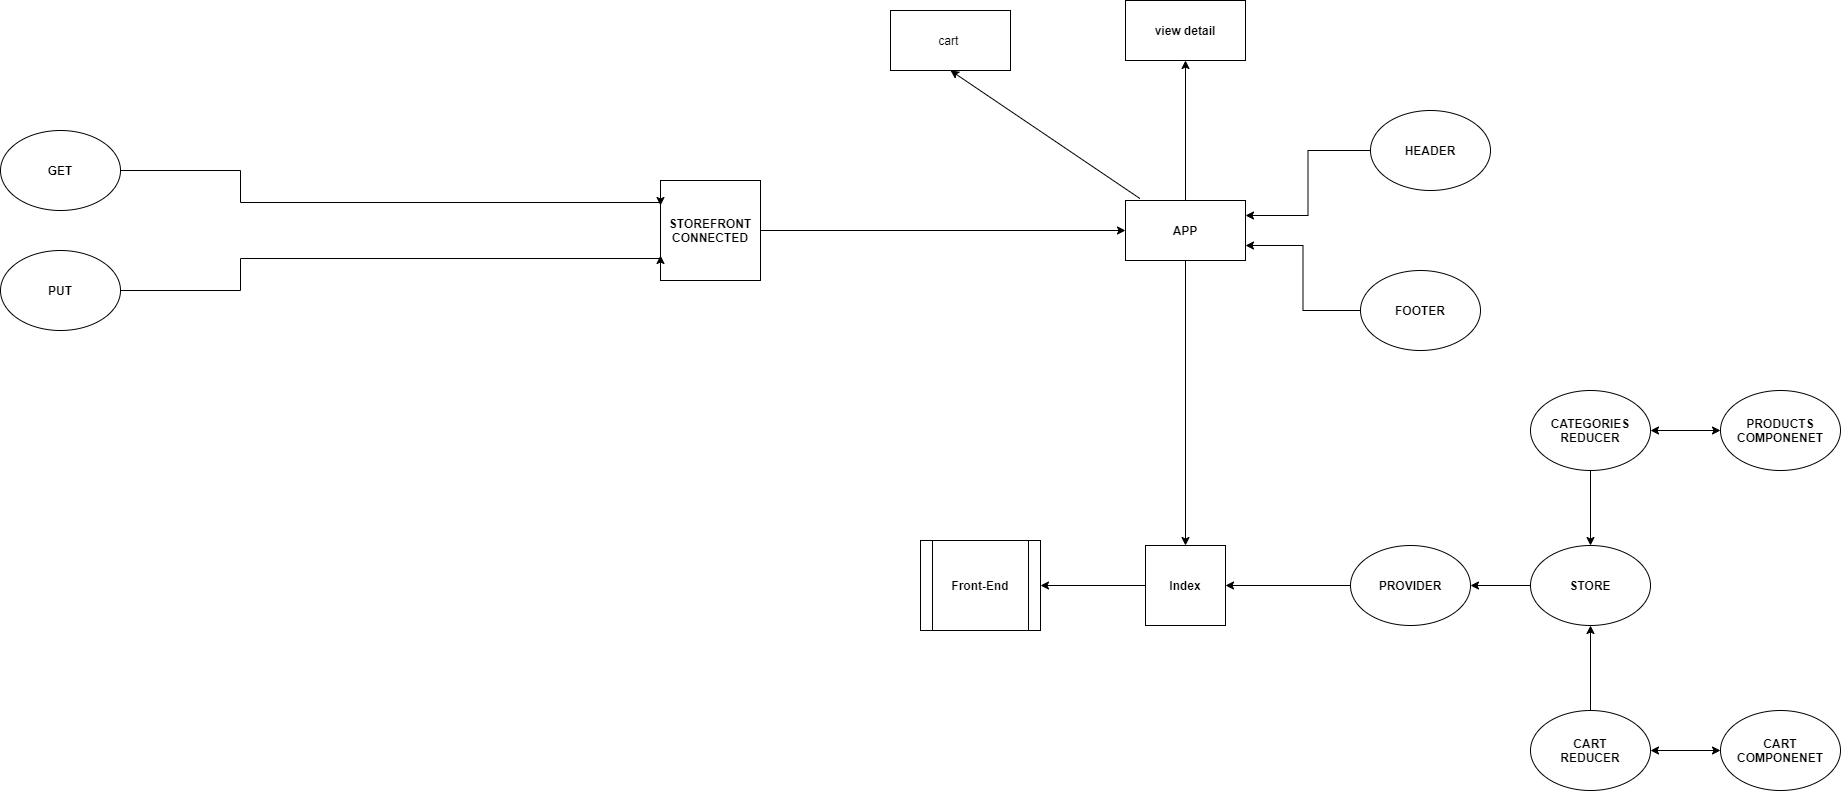 cart
view detail
HEADER
GET
STOREFRONT
CONNECTED
APP
PUT
FOOTER
CATEGORIES
REDUCER
PRODUCTS
COMPONENET
Front-End
Index
PROVIDER
STORE
CART
REDUCER
CART
COMPONENET